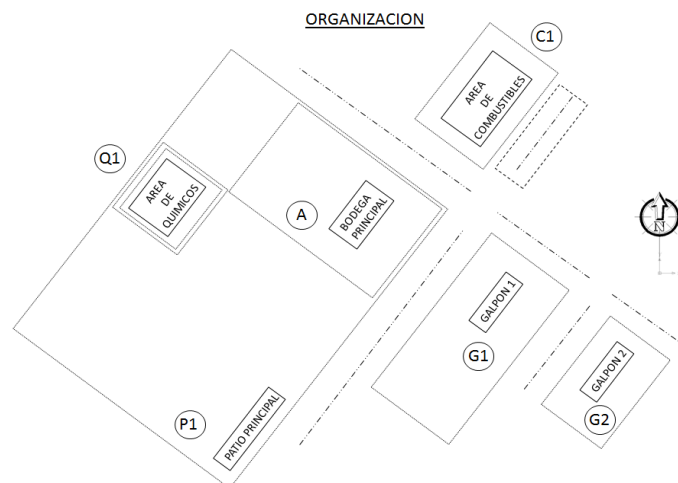 ORGANIZACION
C1
AREA
DE
COMBUSTIBLES
Q1
AREA
DE
QUIMICOS
A
BODEGA
PRINCIPAL
N
GALPON 1
G1
GALPON 2
G2
P1
PATIO PRINCIPAL